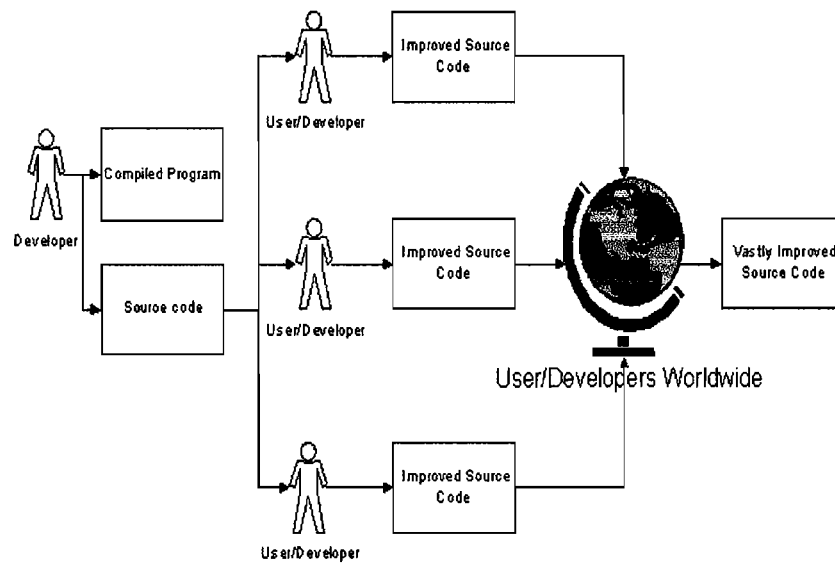 Improved Source
Code
User/Developer
Compiled Program
Developer
Improved Source
Code
Vastly Improved
Source Code
Source code
User/Developer
User/Developers Worldwide
Improved Source
Code
User/Developer